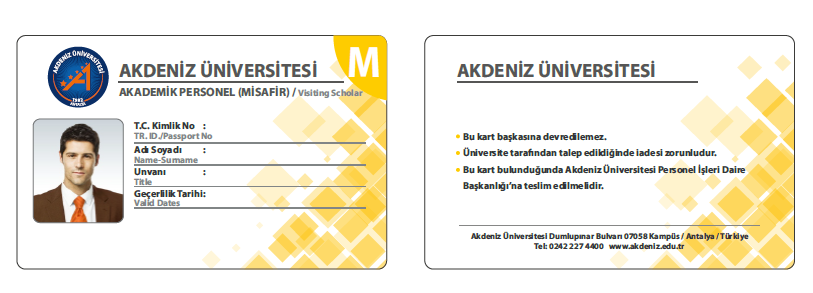 AKDENİZ ÜNİVERSİTESİ
1982
AKDENİZ ÜNİVERSİTESİ
M
AKADEMİK PERSONEL (MİSAFİR) / Visiting Scholar
T.C. Kimlik No :
TR. ID./Passport No
Adı Soyadı :
Name-Surname
Unvanı :
Title
Geçerlilik Tarihi:
Valid Dates
AKDENİZ ÜNİVERSİTESİ
• Bu kart başkasına devredilemez.
• Üniversite tarafından talep edildiğinde iadesi zorunludur.
• Bu kart bulunduğunda Akdeniz Üniversitesi Personel İşleri Daire
Başkanlığı'na teslim edilmelidir.
Akdeniz Üniversitesi Dumlupınar Bulvarı 07058 Kampüs / Antalya / Türkiye
Tel: 0242 227 4400 www.akdeniz.edu.tr